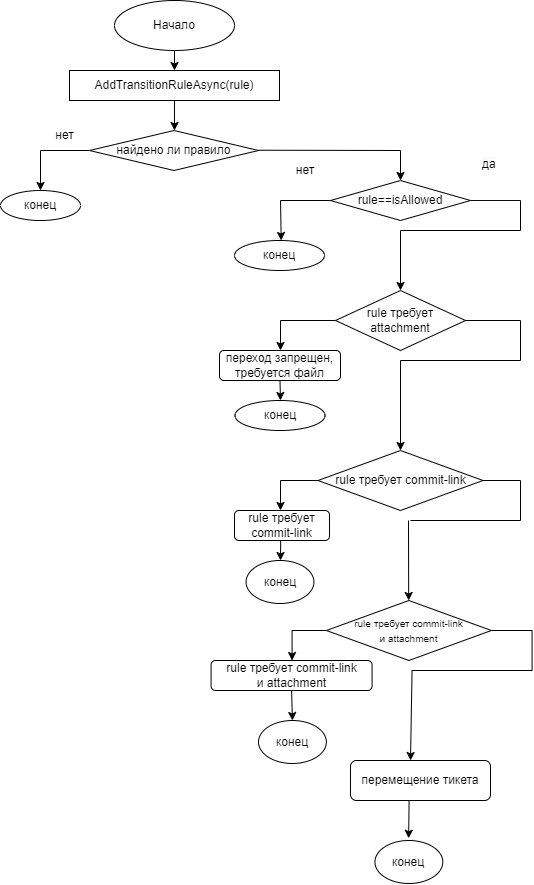 Начало
AddTransitionRuleAsync(rule)
нет
найдено ли правило
нет
да
конец
rule==isAllowed
конец
rule требует
attachment
переход запрещен,
требуется файл
конец
rule требует commit-link
rule требует
commit-link
конец
rule требует commit-link
и attachment
rule требует commit-link
и attachment
конец
перемещение тикета
конец